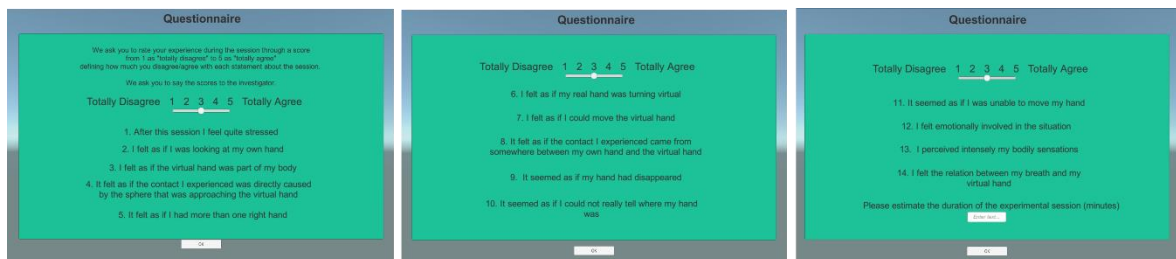 Questionnaire
We ask you to rate your experience during the session through a score
from 1 as "totally disagree" to 5 as "totally agree"
defining how much you disagree/agree with each statement about the session.
We ask you to say the scores to the investigator.
Totally Disagree 1 2 3 4 5 Totally Agree
1. After this session I feel quite stressed
2. I felt as if I was looking at my own hand
3. I felt as if the virtual hand was part of my body
4. It felt as if the contact I experienced was directly caused
by the sphere that was approaching the virtual hand
5. It felt as if I had more than one right hand
OK
Questionnaire
Totally Disagree 1 2 3 4 5 Totally Agree
6. I felt as if my real hand was turning virtual
7. I felt as if I could move the virtual hand
8. It felt as if the contact I experienced came from
somewhere between my own hand and the virtual hand
9. It seemed as if my hand had disappeared
10. It seemed as if I could not really tell where my hand
was
OK
Questionnaire
Totally Disagree 1 2 3 4 5 Totally Agree
11. It seemed as if I was unable to move my hand
12. I felt emotionally involved in the situation
13. I perceived intensely my bodily sensations
14. I felt the relation between my breath and my
virtual hand
Please estimate the duration of the experimental session (minutes)
Enter text...
OK